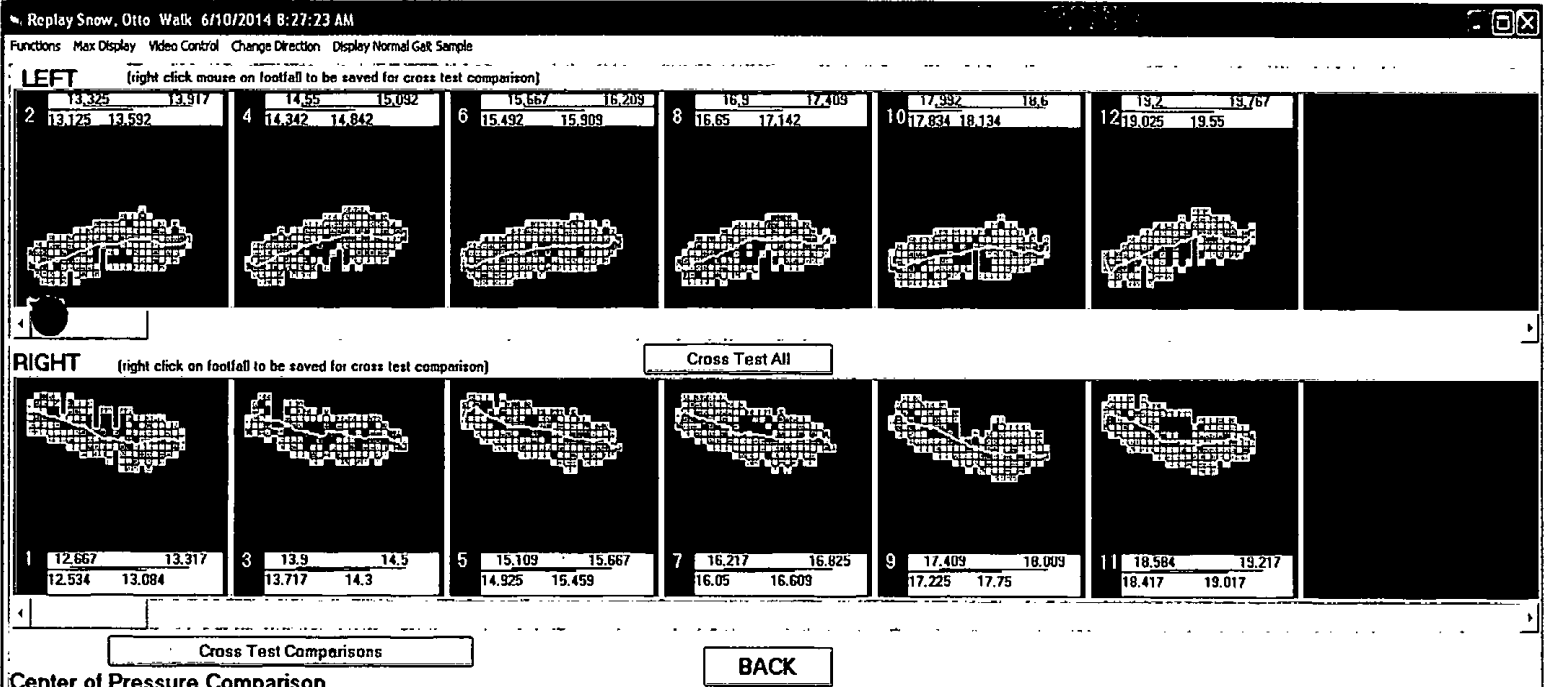 Replay Snow, Otto Walk 6/10/2014 8:27:23 AM
Functions Max Display Video Control Change Direction Display Normal Gait Sample
LEFT (right click mouse on footfall to be saved for cross test comparison)
13,325 13,917 14,55 15,092 15,667 16,209 16,9 17,409 17,992 18,6 19,2 19,767
2 13,125 13,592 4 14,342 14,842 6 15,492 15,909 8 16,65 17,142 10 17,834 18,134 12 19,025 19,55
Cross Test All
RIGHT (right click on footfall to be saved for cross test comparison)
1 12,667 13,317 3 13,9 14,5 5 15,109 15,667 7 16,217 16,825 9 17,409 18,009 11 18,584 19,217
12,534 13,084 13,717 14,3 14,925 15,459 16,05 16,609 17,225 17,75 18,417 19,017
Cross Test Comparisons
BACK
Center of Pressure Comparison